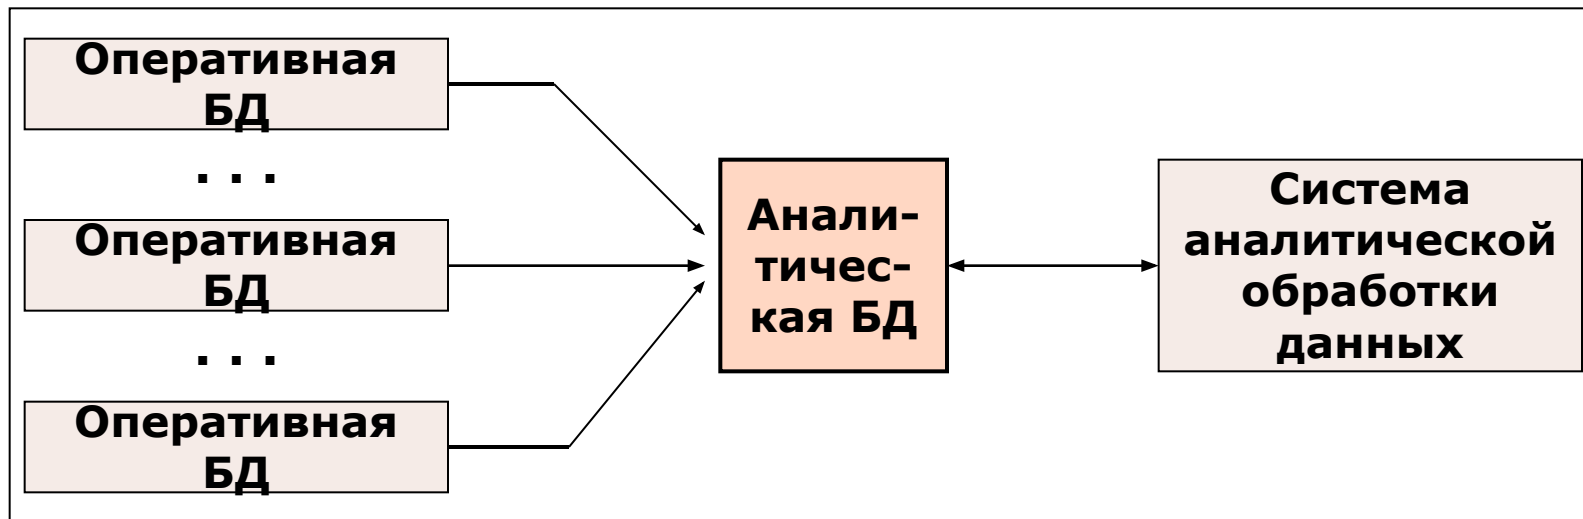 Оперативная
БД
. . .
Оперативная
БД
. . .
Оперативная
БД
Анали-
тичес-
кая БД
Система
аналитической
обработки
данных